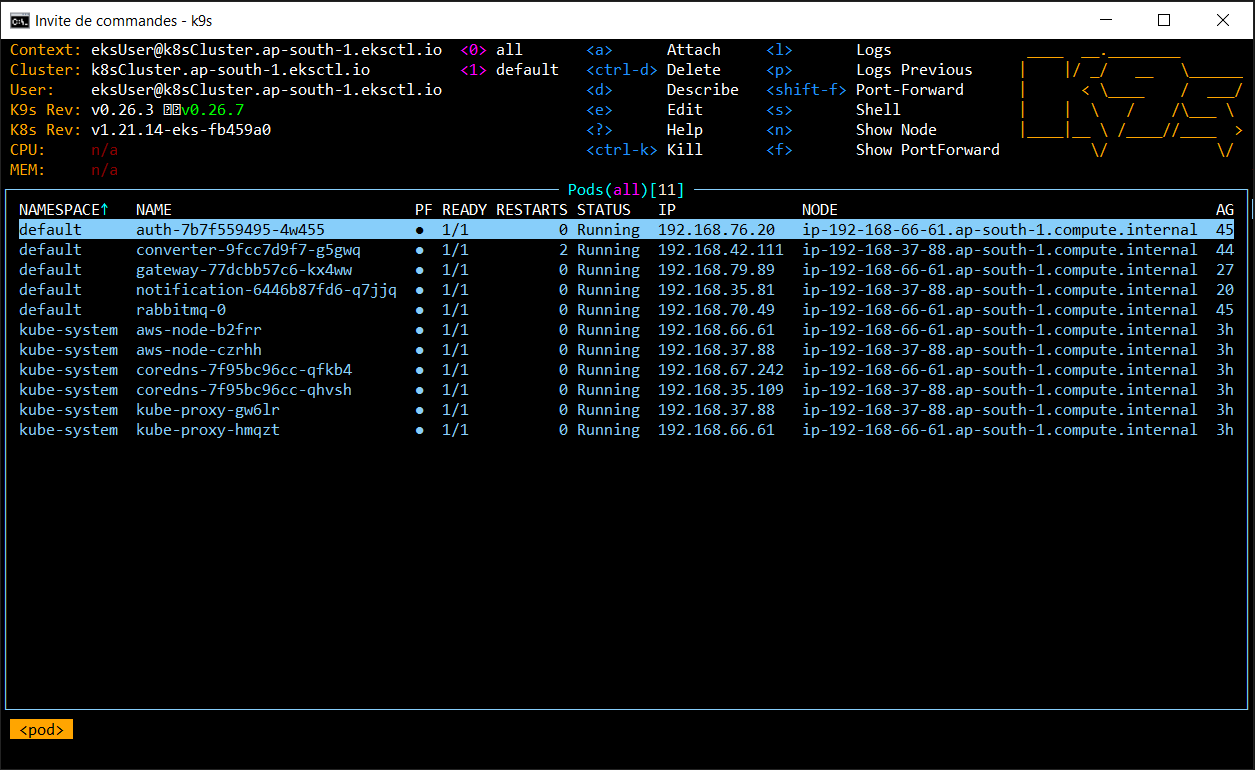 Invite de commandes - k9s
Context: eksUser@k8sCluster.ap-south-1.eksctl.io <0> all <a> Attach <l> Logs
Cluster: k8sCluster.ap-south-1.eksctl.io <1> default <ctrl-d> Delete <p> Logs Previous
User: eksUser@k8sCluster.ap-south-1.eksctl.io <d> Describe <shift-f> Port-Forward
K9s Rev: v0.26.3 v0.26.7 <e> Edit <s> Shell
K8s Rev: v1.21.14-eks-fb459a0 <?> Help <n> Show Node
CPU: n/a <ctrl-k> Kill <f> Show PortForward
MEM: n/a
Pods(all)[11]
NAMESPACE↑ NAME PF READY RESTARTS STATUS IP NODE AG
default auth-7b7f559495-4w455 ● 1/1 0 Running 192.168.76.20 ip-192-168-66-61.ap-south-1.compute.internal 45
default converter-9fcc7d9f7-g5gwq ● 1/1 2 Running 192.168.42.111 ip-192-168-37-88.ap-south-1.compute.internal 44
default gateway-77dcbb57c6-kx4ww ● 1/1 0 Running 192.168.79.89 ip-192-168-66-61.ap-south-1.compute.internal 27
default notification-6446b87fd6-q7jjq ● 1/1 0 Running 192.168.35.81 ip-192-168-37-88.ap-south-1.compute.internal 20
default rabbitmq-0 ● 1/1 0 Running 192.168.70.49 ip-192-168-66-61.ap-south-1.compute.internal 45
kube-system aws-node-b2frr ● 1/1 0 Running 192.168.66.61 ip-192-168-66-61.ap-south-1.compute.internal 3h
kube-system aws-node-czrhh ● 1/1 0 Running 192.168.37.88 ip-192-168-37-88.ap-south-1.compute.internal 3h
kube-system coredns-7f95bc96cc-qfkb4 ● 1/1 0 Running 192.168.67.242 ip-192-168-66-61.ap-south-1.compute.internal 3h
kube-system coredns-7f95bc96cc-qhvsh ● 1/1 0 Running 192.168.35.109 ip-192-168-37-88.ap-south-1.compute.internal 3h
kube-system kube-proxy-gw6lr ● 1/1 0 Running 192.168.37.88 ip-192-168-37-88.ap-south-1.compute.internal 3h
kube-system kube-proxy-hmqzt ● 1/1 0 Running 192.168.66.61 ip-192-168-66-61.ap-south-1.compute.internal 3h
<pod>